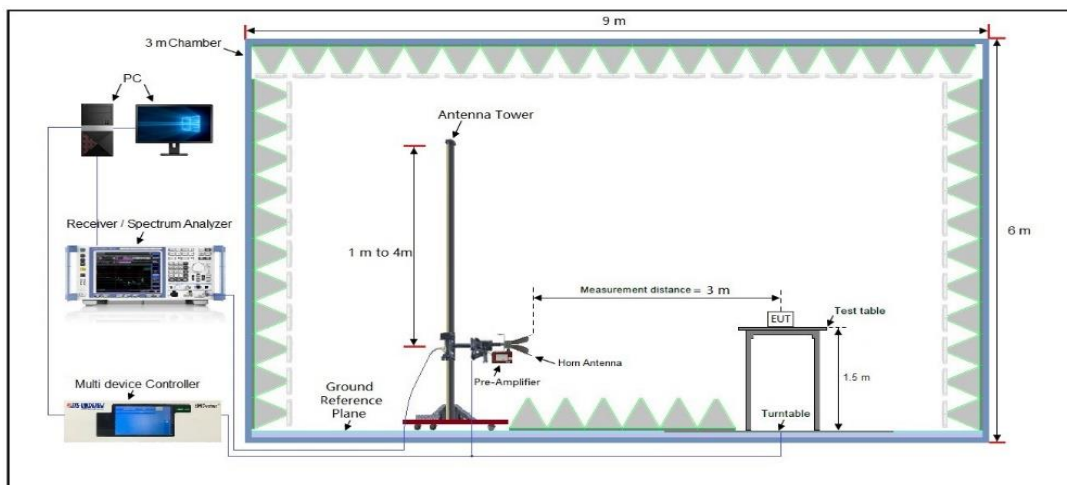 9 m
3 m Chamber
PC
Antenna Tower
Receiver / Spectrum Analyzer
1 m to 4m
6 m
Measurement distance = 3 m
EUT
Test table
Horn Antenna
Pre-Amplifier
1.5 m
Multi device Controller
Ground
Reference
Plane
Turntable